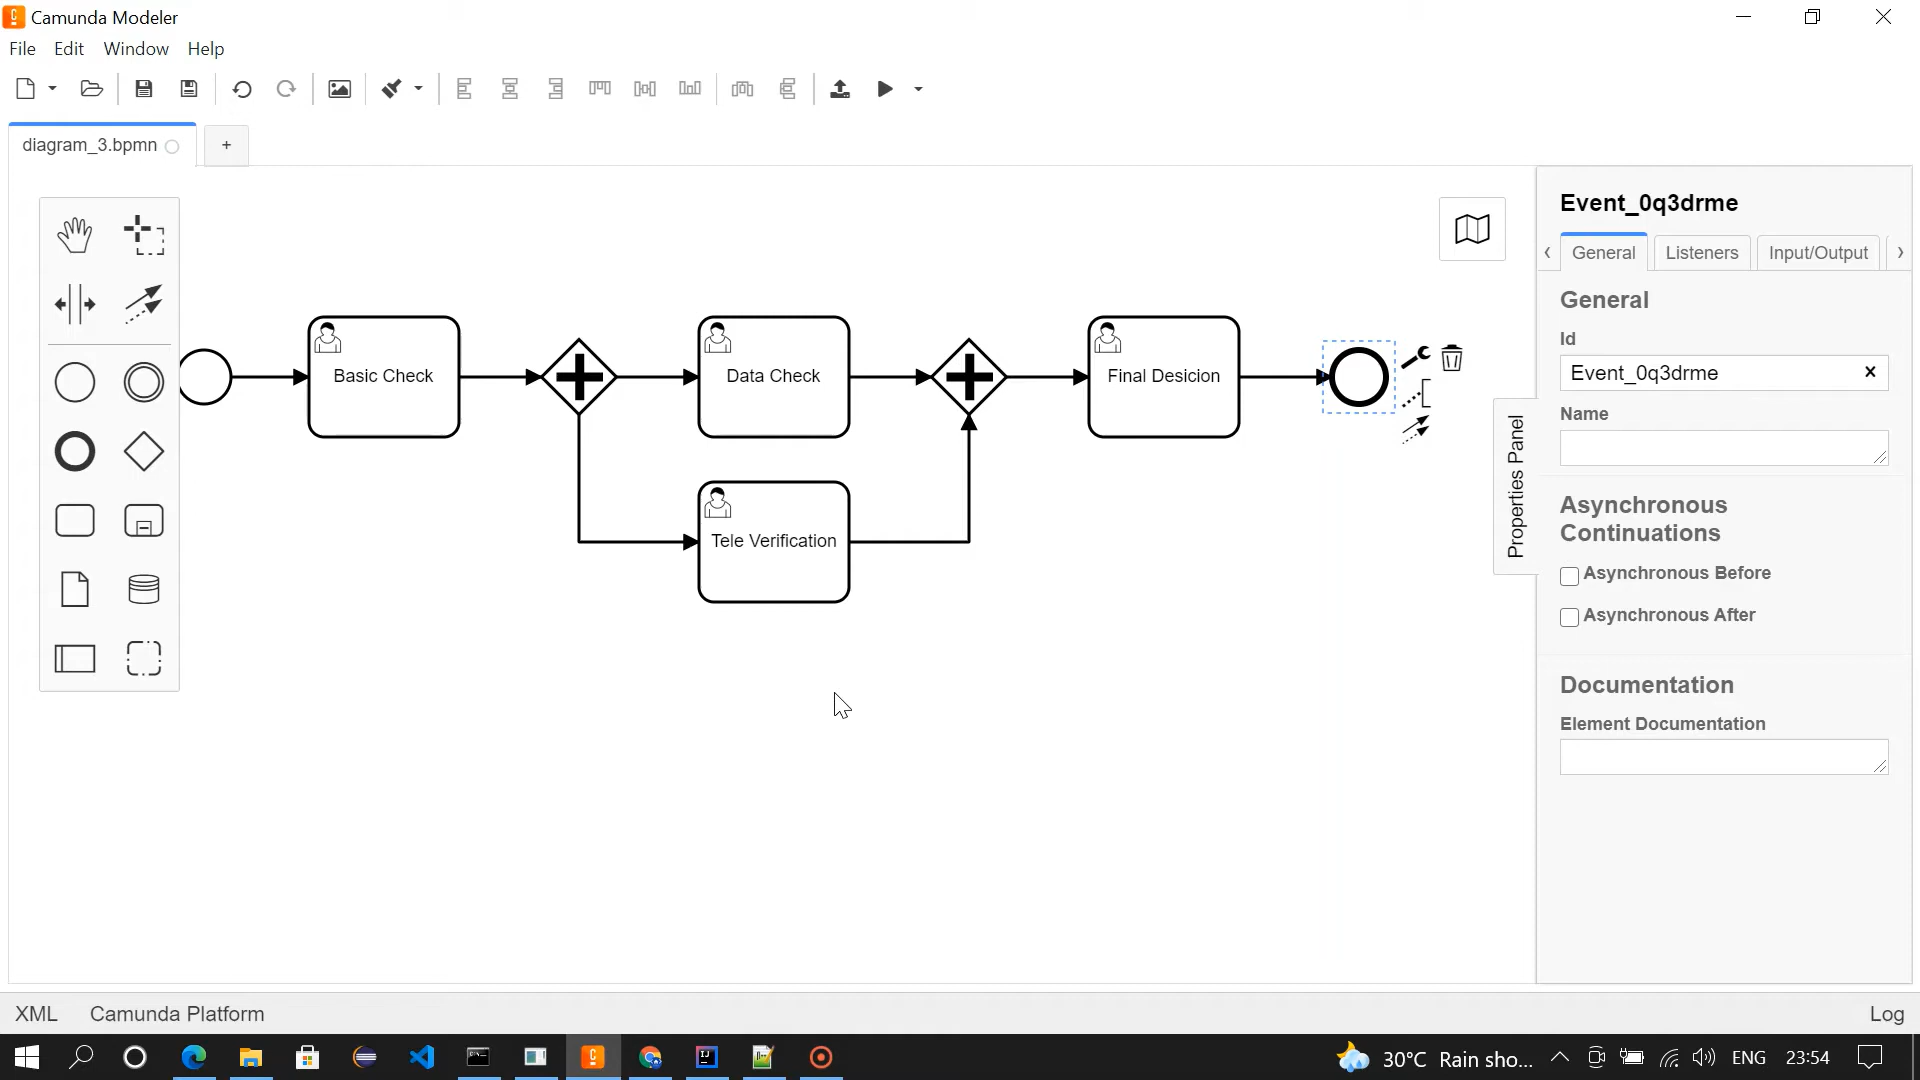 Camunda Modeler
File Edit Window Help
diagram_3.bpmn
+
Event_0q3drme
General Listeners Input/Output
General
Id
Event_0q3drme
Name
Asynchronous
Continuations
Asynchronous Before
Asynchronous After
Documentation
Element Documentation
Properties Panel
Basic Check
Data Check
Final Desicion
Tele Verification
XML Camunda Platform
Log
30°C Rain sho...
ENG
23:54